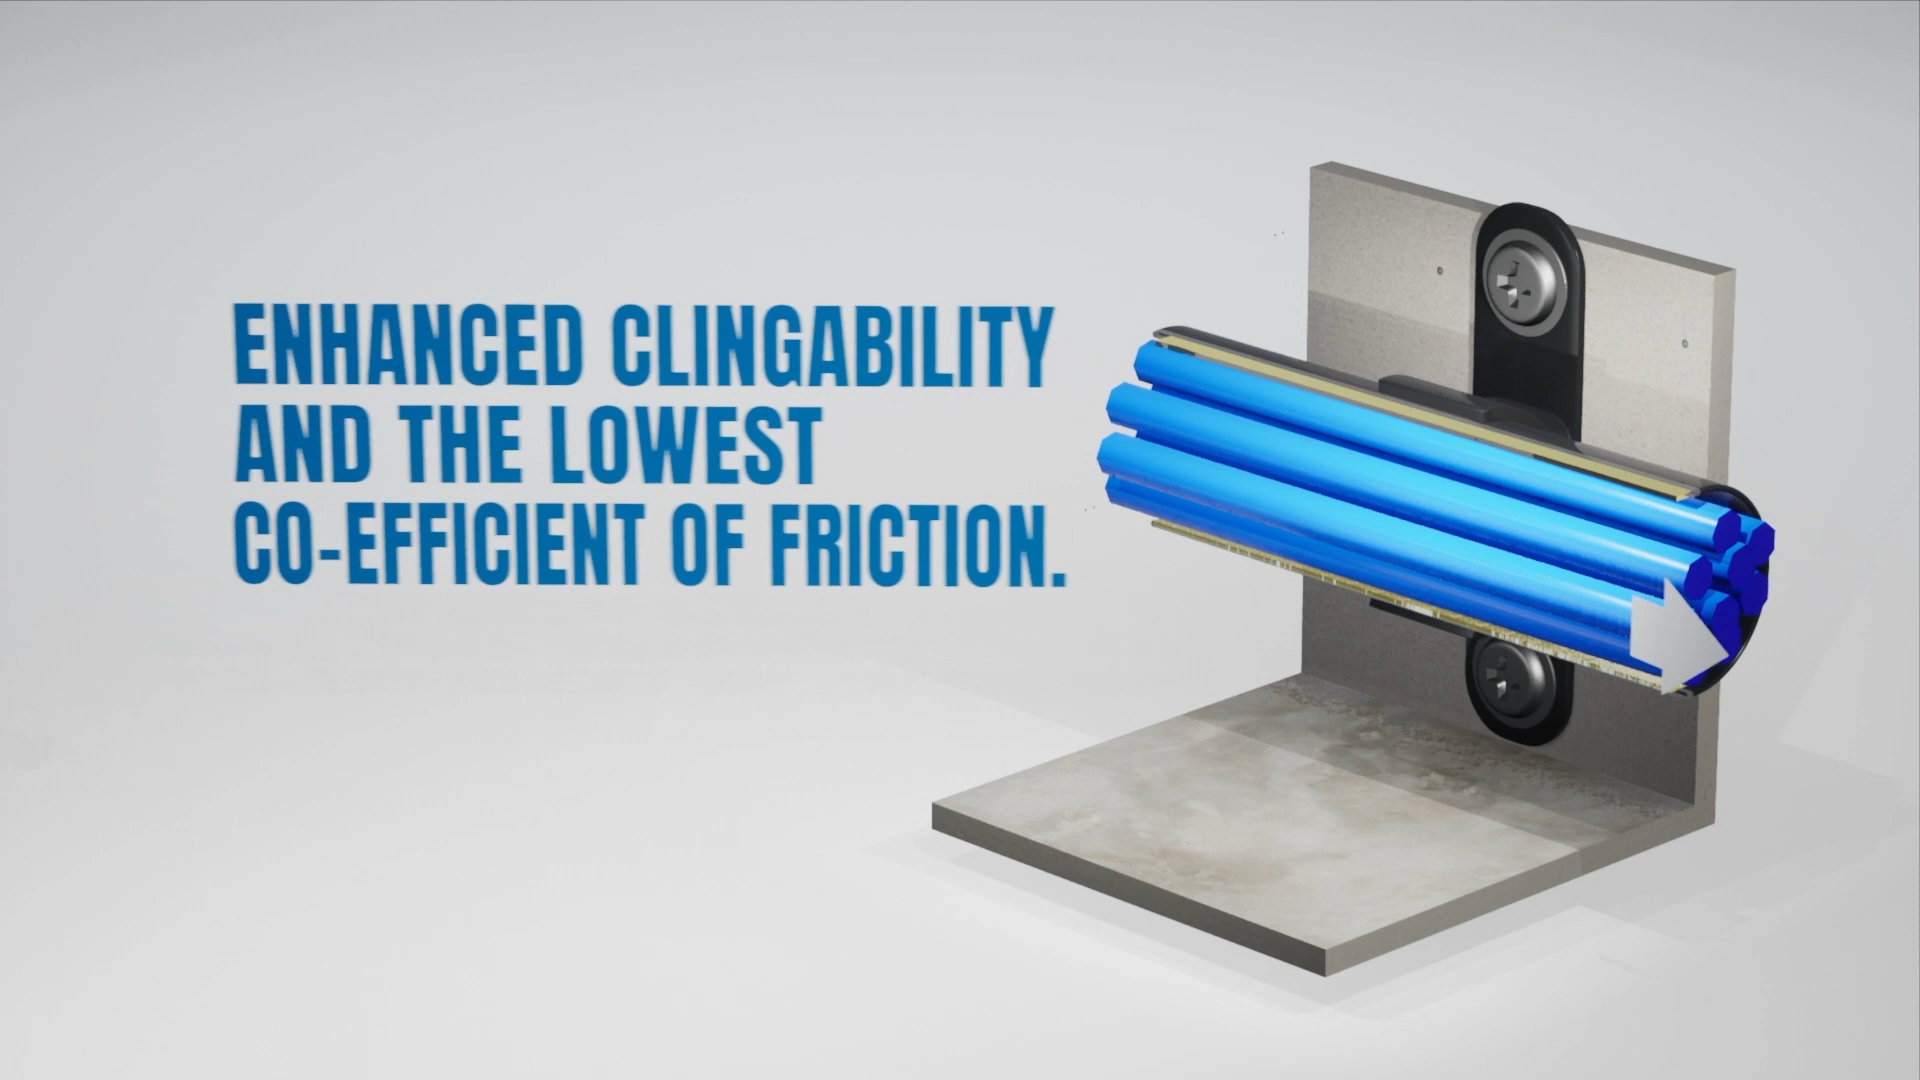 ENHANCED CLINGABILITY
AND THE LOWEST
CO-EFFICIENT OF FRICTION.